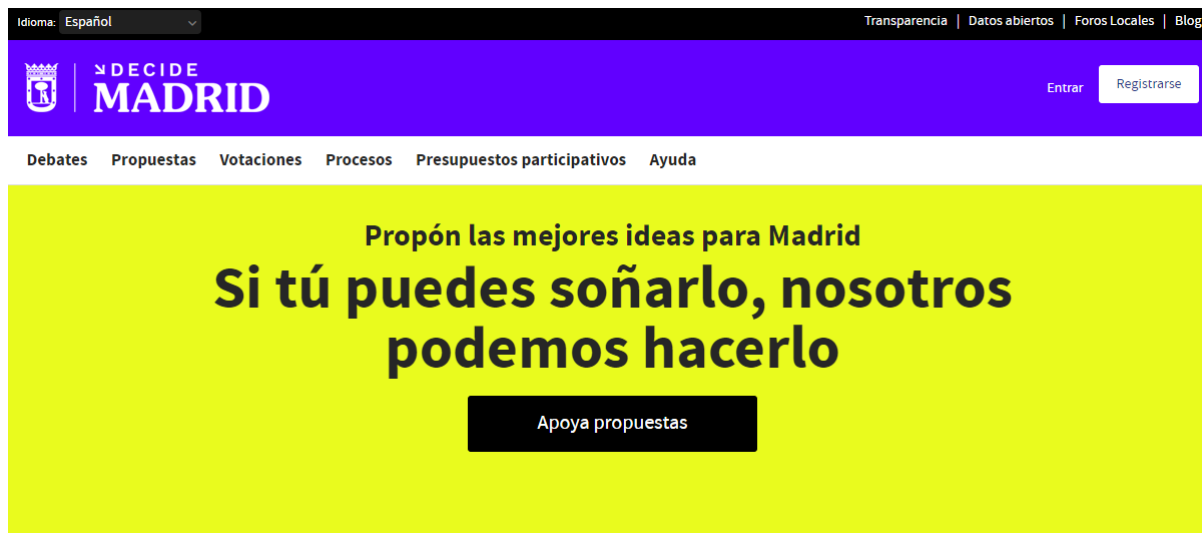 Idioma: Español
Transparencia | Datos abiertos | Foros Locales | Blog
DECIDE
MADRID
Entrar
Registrarse
Debates Propuestas Votaciones Procesos Presupuestos participativos Ayuda
Propón las mejores ideas para Madrid
Si tú puedes soñarlo, nosotros
podemos hacerlo
Apoya propuestas